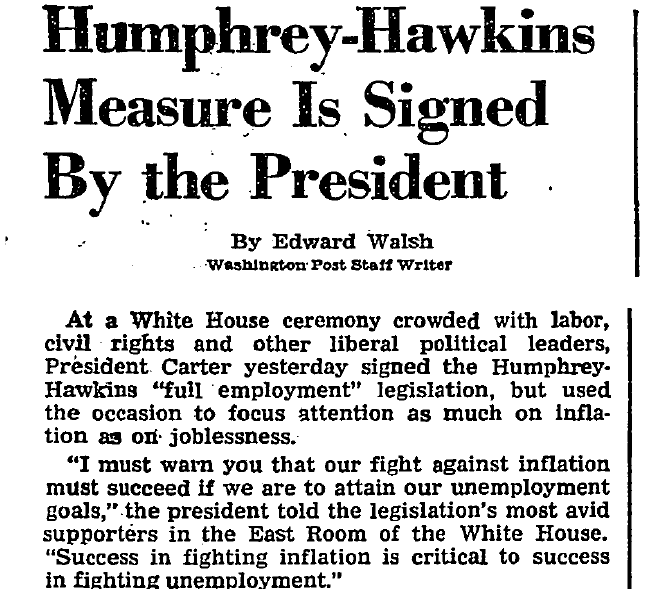 Humphrey-Hawkins
Measure Is Signed
By the President
By Edward Walsh
Washington Post Staff Writer
At a White House ceremony crowded with labor,
civil rights and other liberal political leaders,
President Carter yesterday signed the Humphrey-
Hawkins "full employment" legislation, but used
the occasion to focus attention as much on infla-
tion as on joblessness.
"I must warn you that our fight against inflation
must succeed if we are to attain our unemployment
goals," the president told the legislation's most avid
supporters in the East Room of the White House.
"Success in fighting inflation is critical to success
in fighting unemployment."